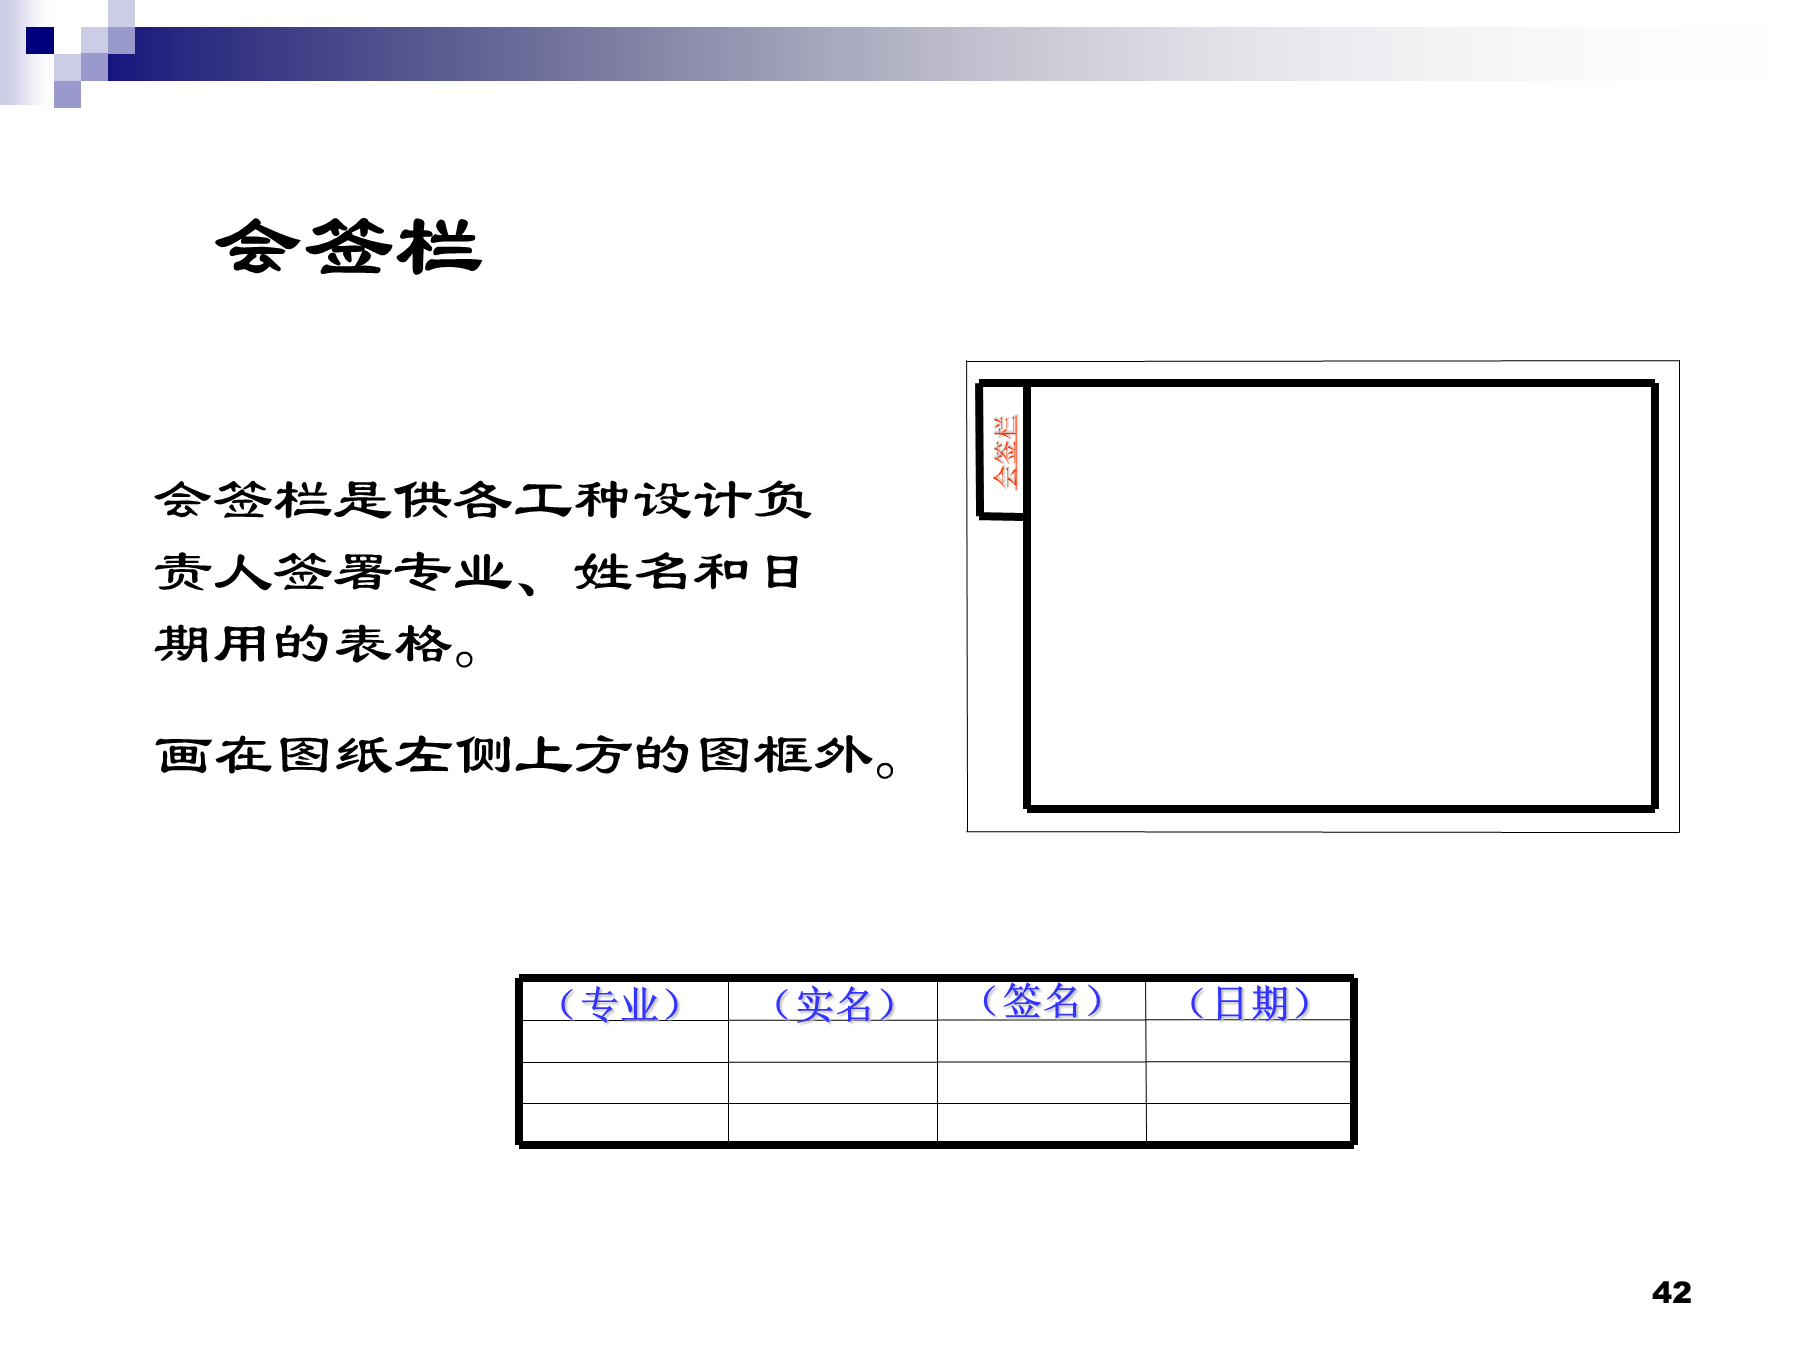 会签栏
会签栏是供各工种设计负
责人签署专业、姓名和日
期用的表格。
画在图纸左侧上方的图框外。
会签栏
（专业） （实名） （签名） （日期）
42